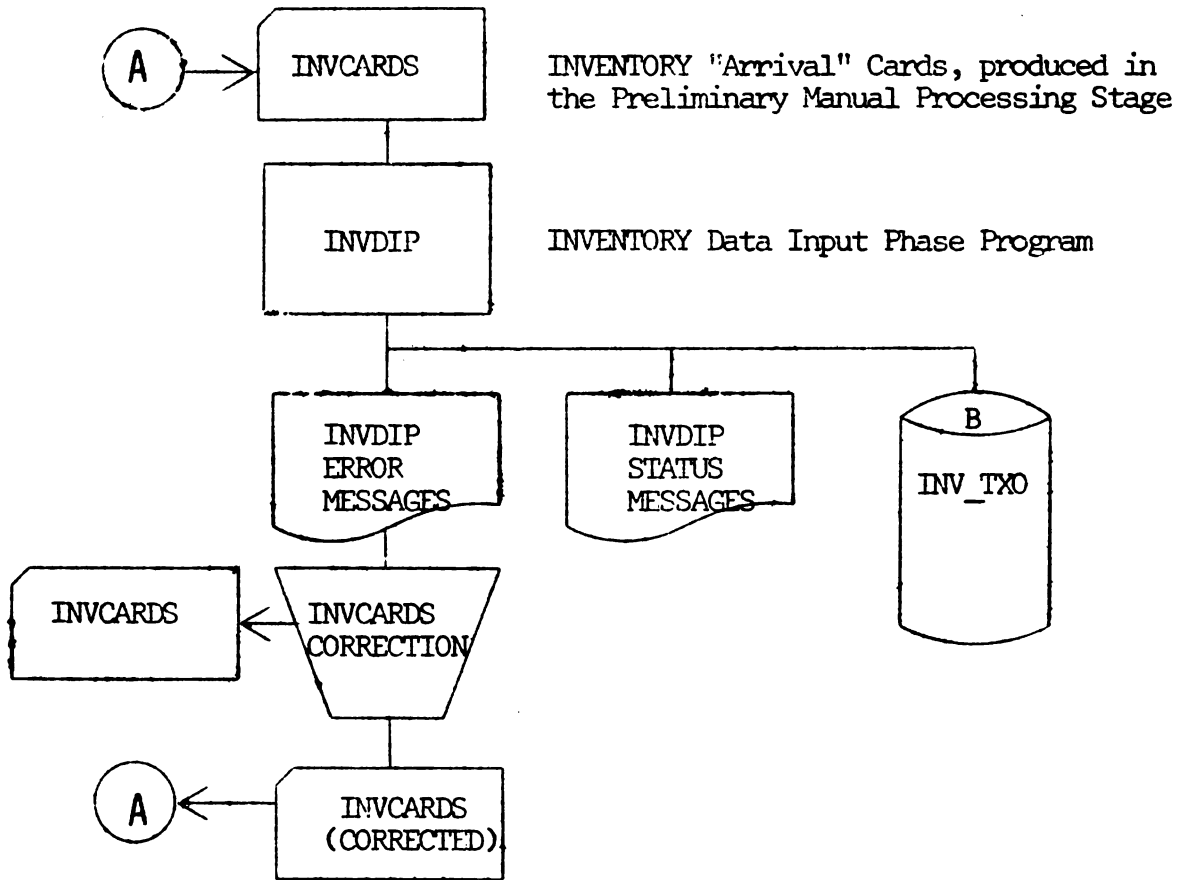 A
INVCARDS
INVENTORY "Arrival" Cards, produced in
the Preliminary Manual Processing Stage
INVDIP
INVENTORY Data Input Phase Program
INVDIP
ERROR
MESSAGES
INVDIP
STATUS
MESSAGES
B
INV_TXO
INVCARDS
INVCARDS
CORRECTION
A
INVCARDS
(CORRECTED)